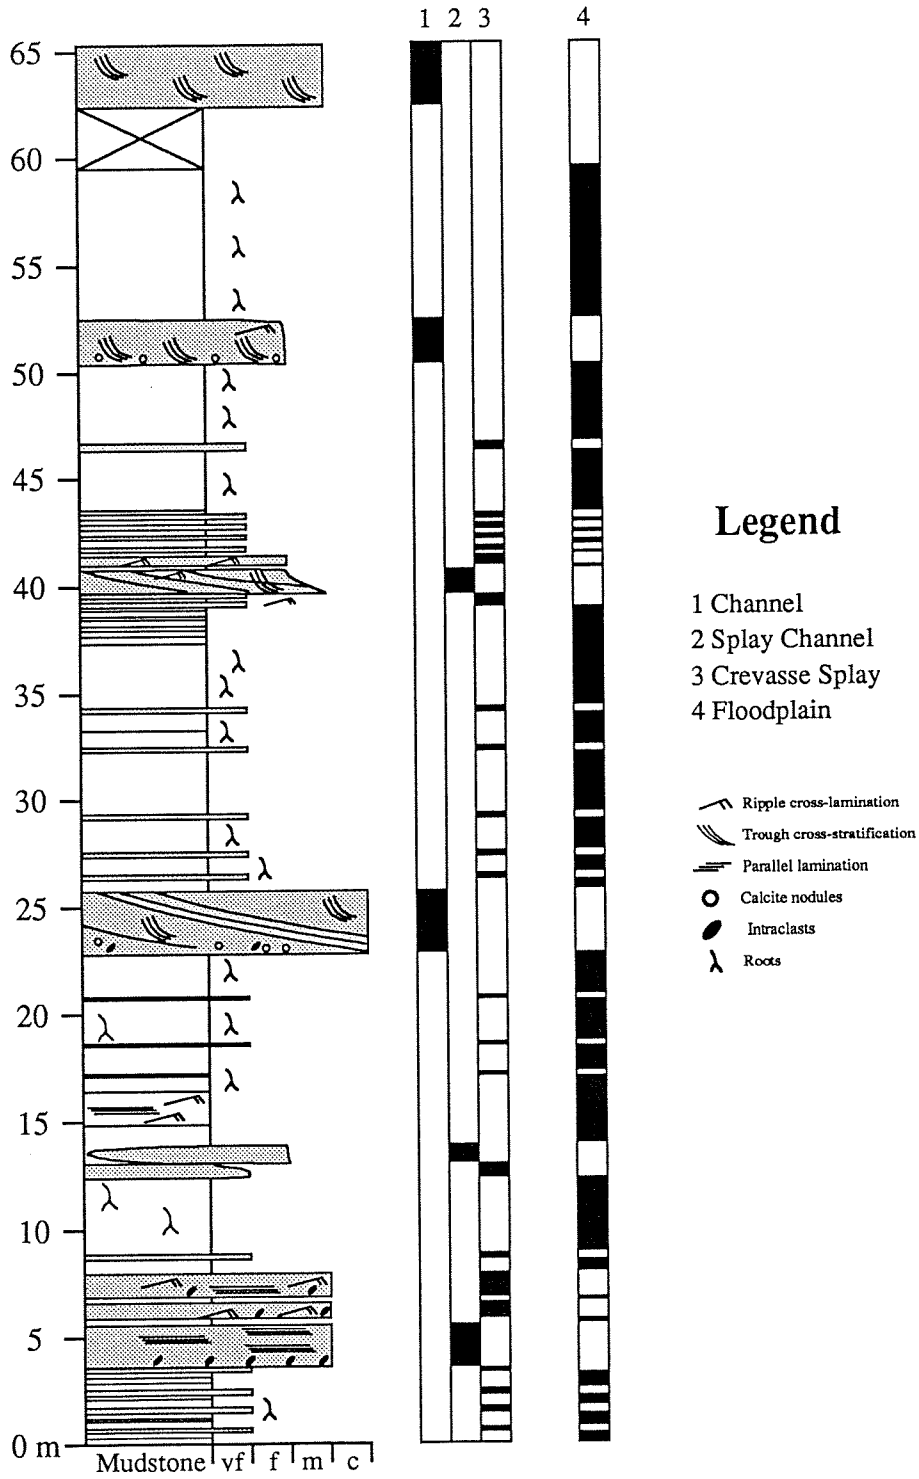 1 2 3 4
65
60
55
50
45
40
35
30
25
20
15
10
5
0 m
Mudstone vf f m c
Legend
1 Channel
2 Splay Channel
3 Crevasse Splay
4 Floodplain
Ripple cross-lamination
Trough cross-stratification
Parallel lamination
Calcite nodules
Intraclasts
Roots